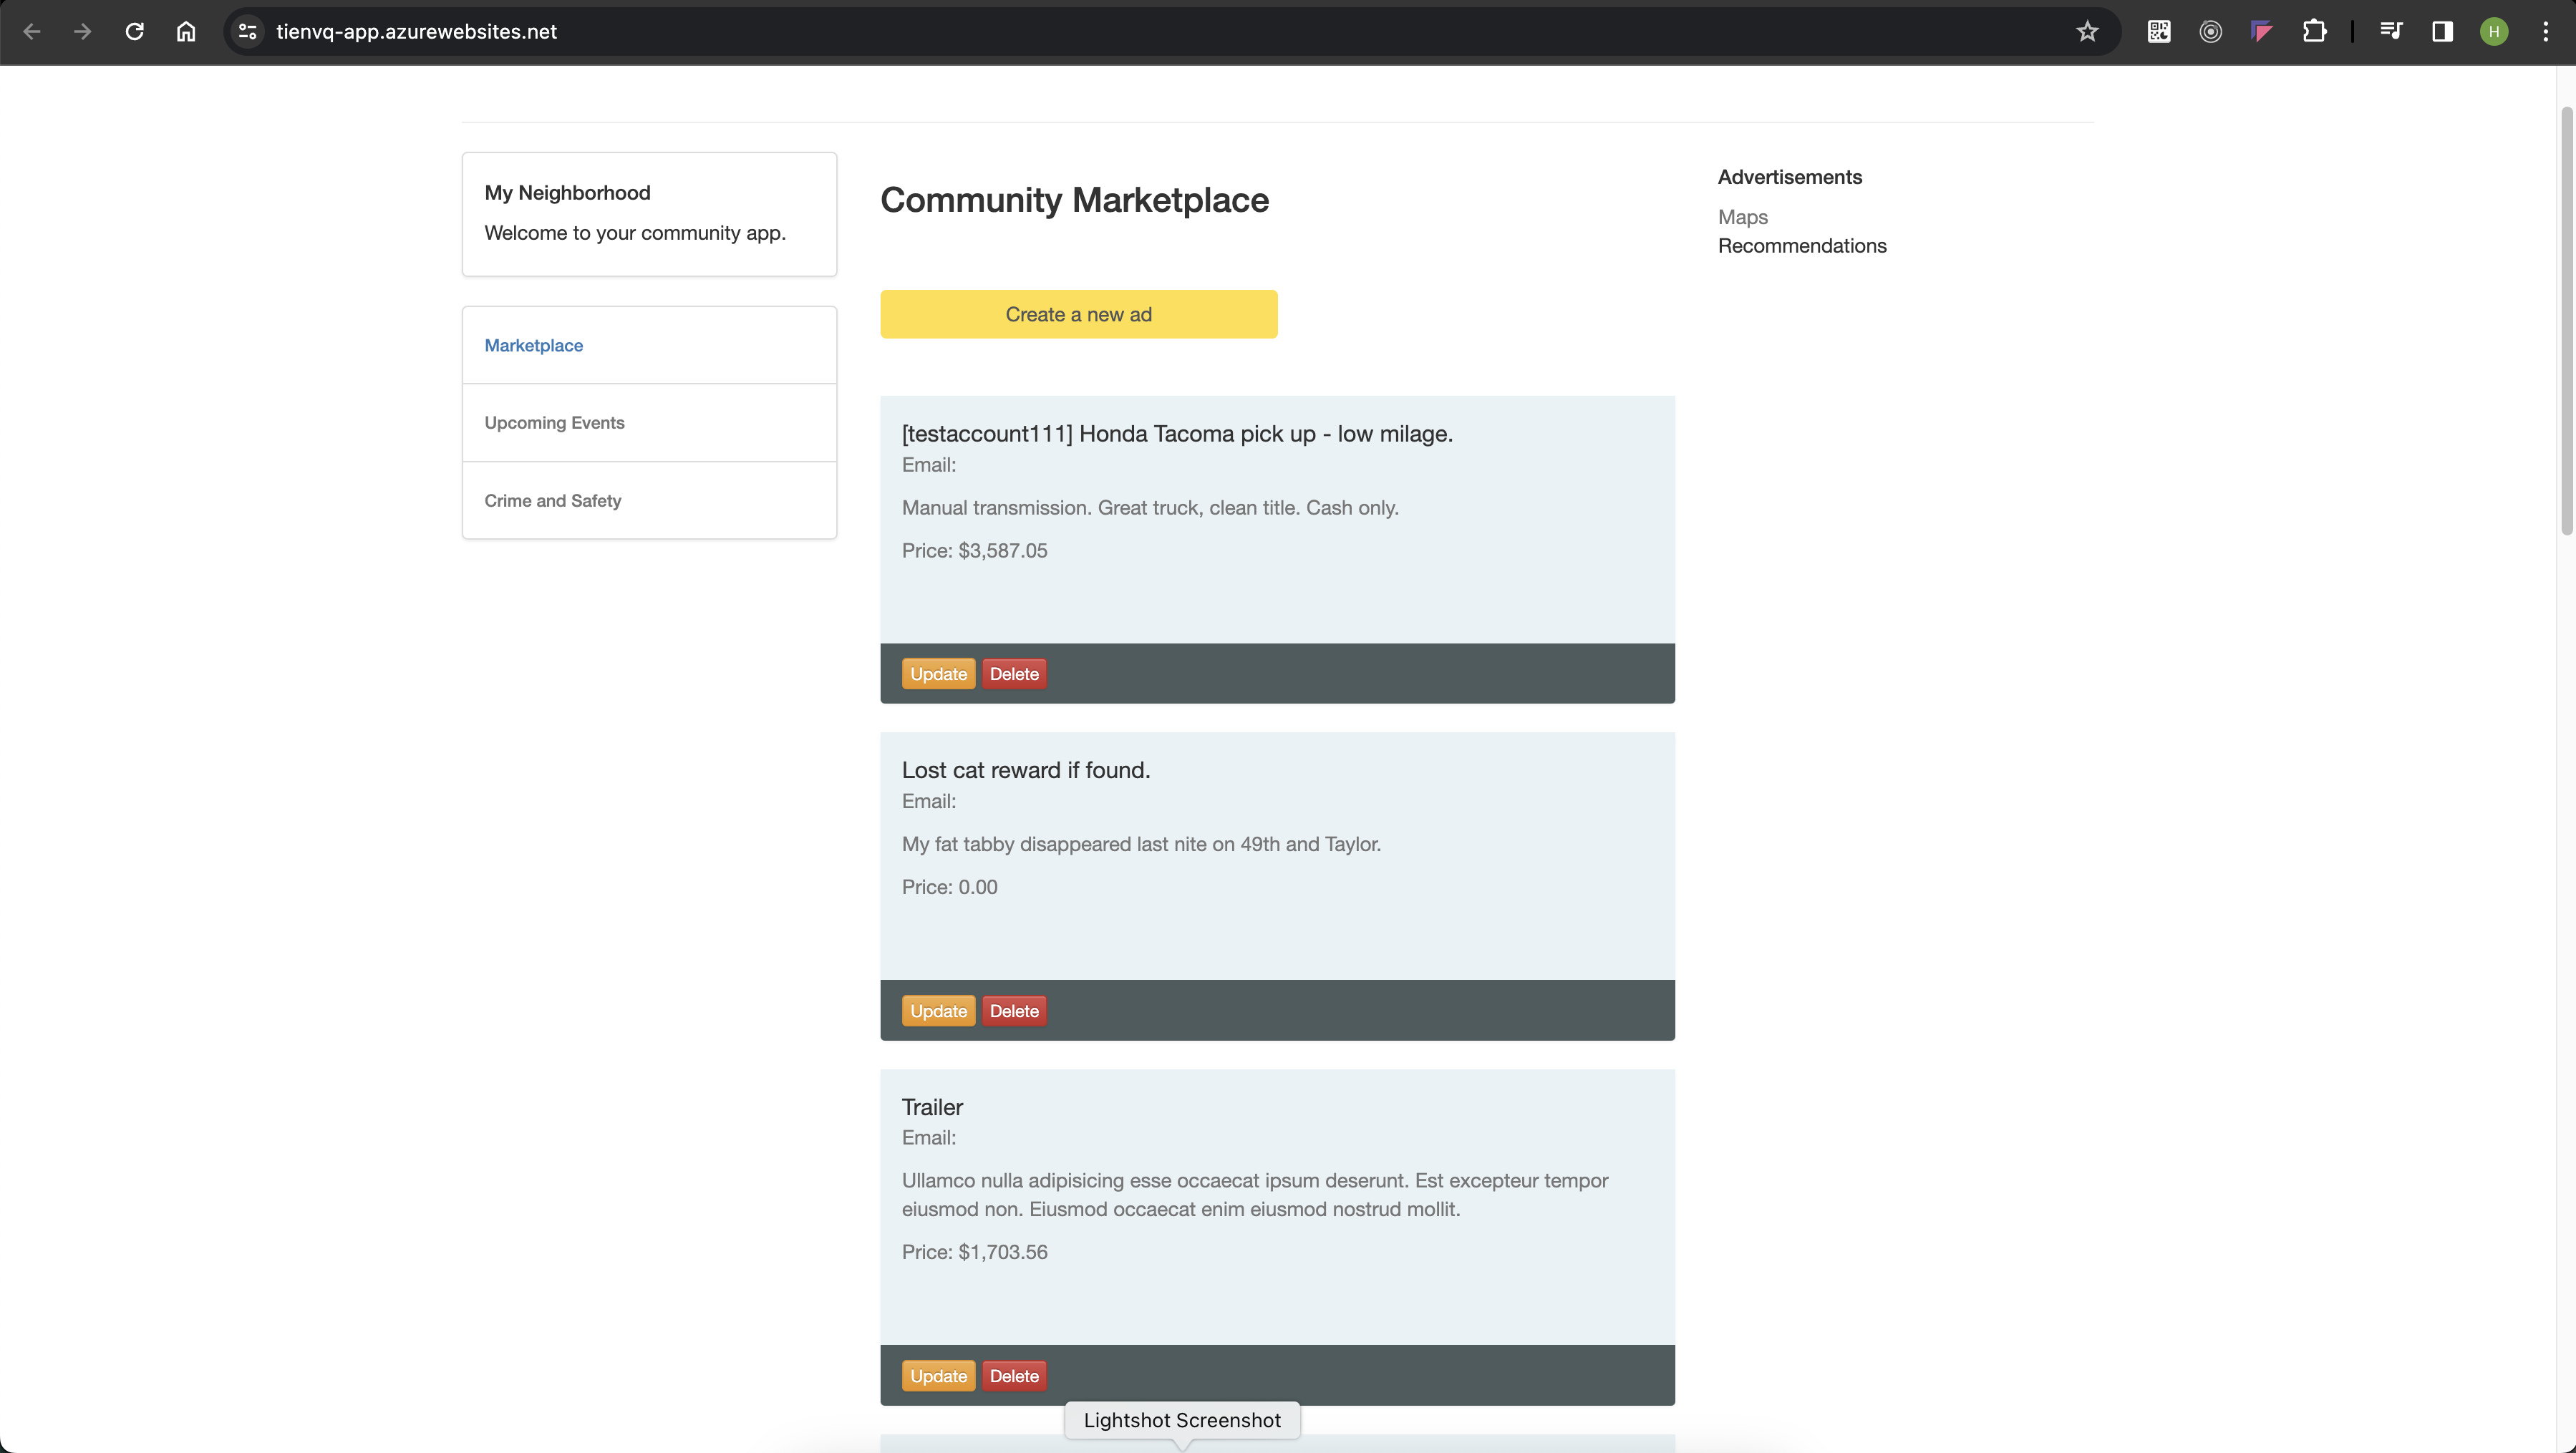 tienvq-app.azurewebsites.net
H
My Neighborhood
Welcome to your community app.
Marketplace
Upcoming Events
Crime and Safety
Community Marketplace
Create a new ad
[testaccount111] Honda Tacoma pick up - low milage.
Email:
Manual transmission. Great truck, clean title. Cash only.
Price: $3,587.05
Update Delete
Lost cat reward if found.
Email:
My fat tabby disappeared last nite on 49th and Taylor.
Price: 0.00
Update Delete
Trailer
Email:
Ullamco nulla adipisicing esse occaecat ipsum deserunt. Est excepteur tempor
eiusmod non. Eiusmod occaecat enim eiusmod nostrud mollit.
Price: $1,703.56
Update Delete
Advertisements
Maps
Recommendations
Lightshot Screenshot